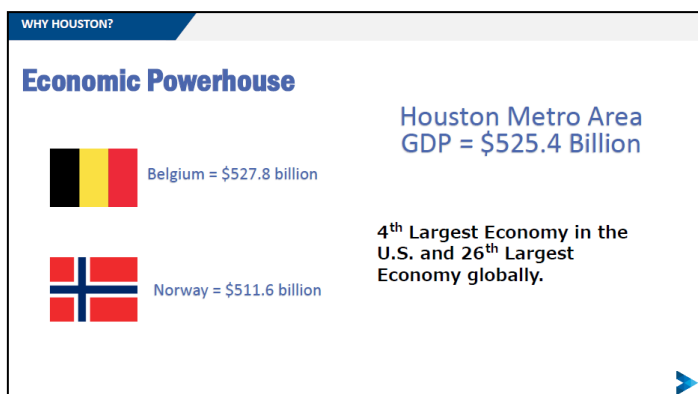 WHY HOUSTON?
Economic Powerhouse
Houston Metro Area
GDP = $525.4 Billion
Belgium = $527.8 billion
4th Largest Economy in the
U.S. and 26th Largest
Economy globally.
Norway = $511.6 billion